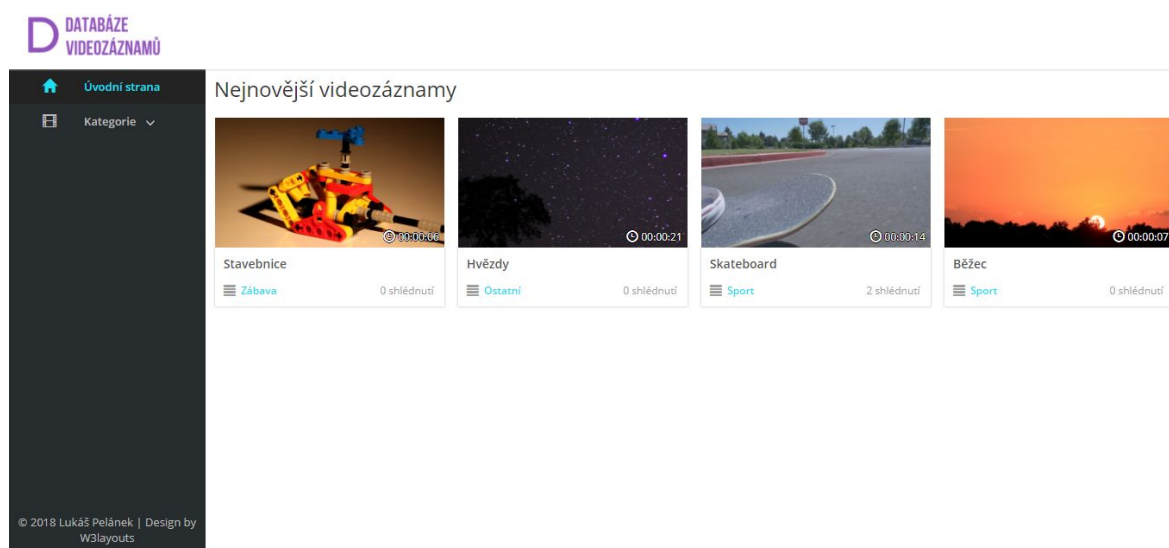 DATABÁZE
VIDEOZÁZNAMŮ
Úvodní strana
Kategorie
Nejnovější videozáznamy
00:00:06
00:00:21
00:00:14
00:00:07
Stavebnice
Hvězdy
Skateboard
Běžec
Zábava 0 shlédnutí
Ostatní 0 shlédnutí
Sport 2 shlédnutí
Sport 0 shlédnutí
© 2018 Lukáš Pelánek | Design by
W3layouts